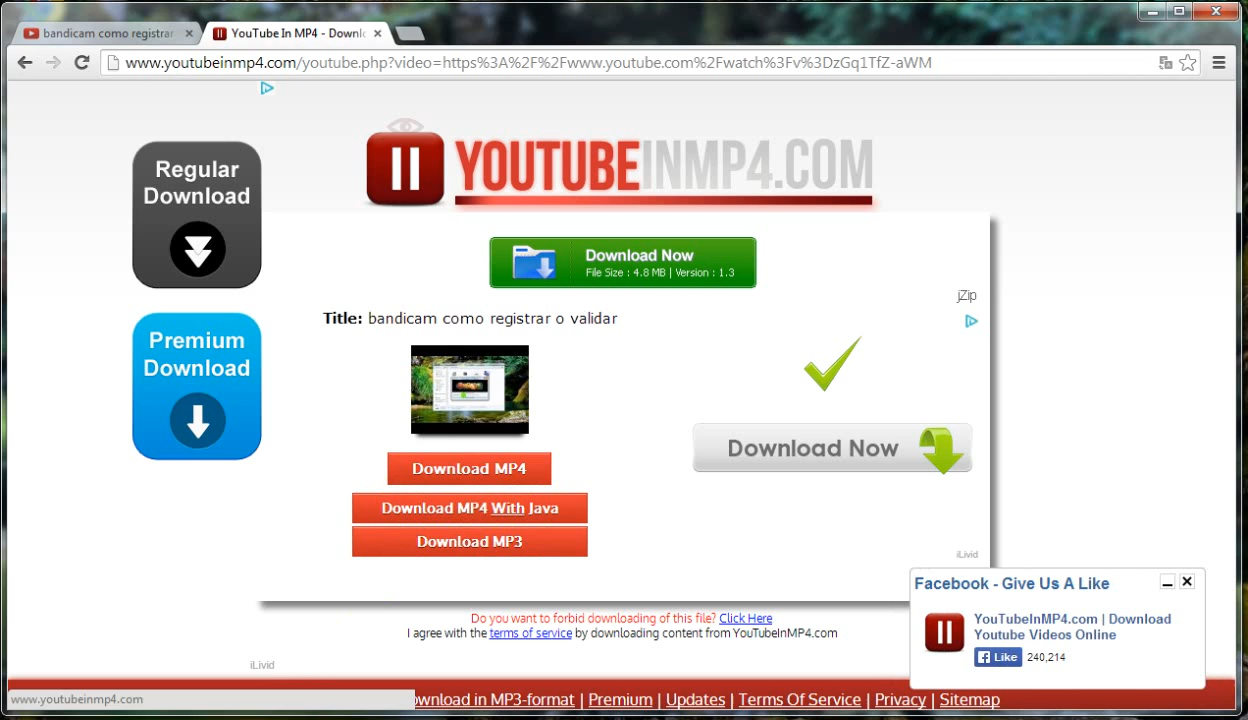 bandicam como registrar
YouTube In MP4 - Downl
www.youtubeinmp4.com/youtube.php?video=https%3A%2F%2Fwww.youtube.com%2Fwatch%3Fv%3DzGq1TfZ-aWM
YOUTUBEINMP4.COM
Regular
Download
Download Now
File Size : 4.8 MB | Version : 1.3
jZip
Title: bandicam como registrar o validar
Premium
Download
Download Now
Download MP4
Download MP4 With Java
Download MP3
iLivid
Facebook - Give Us A Like
YouTubeInMP4.com | Download
Youtube Videos Online
Like 240,214
Do you want to forbid downloading of this file? Click Here
I agree with the terms of service by downloading content from YouTubeInMP4.com
iLivid
www.youtubeinmp4.com
ownload in MP3-format | Premium | Updates | Terms Of Service | Privacy | Sitemap